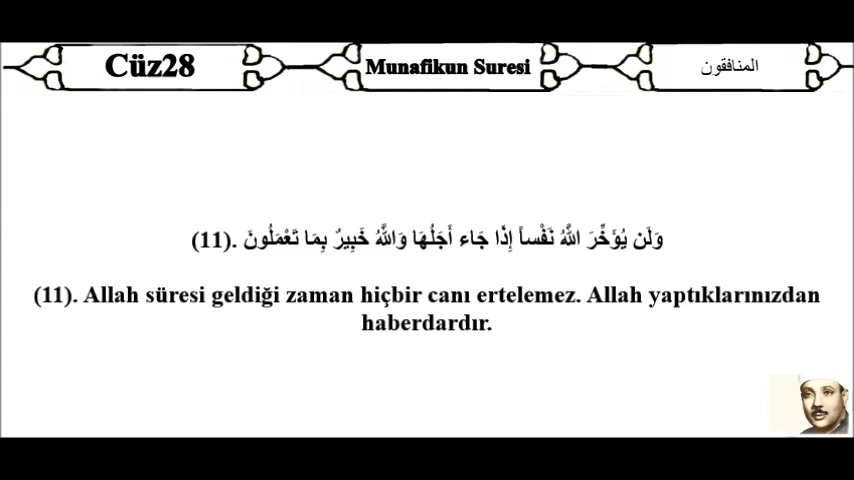 Cüz28
Munafikun Suresi
المنافقون
وَلَن يُؤَخِّرَ اللَّهُ نَفْساً إِذَا جَاء أَجَلُهَا وَاللَّهُ خَبِيرٌ بِمَا تَعْمَلُونَ .(11)
(11). Allah süresi geldiği zaman hiçbir canı ertelemez. Allah yaptıklarınızdan
haberdardır.